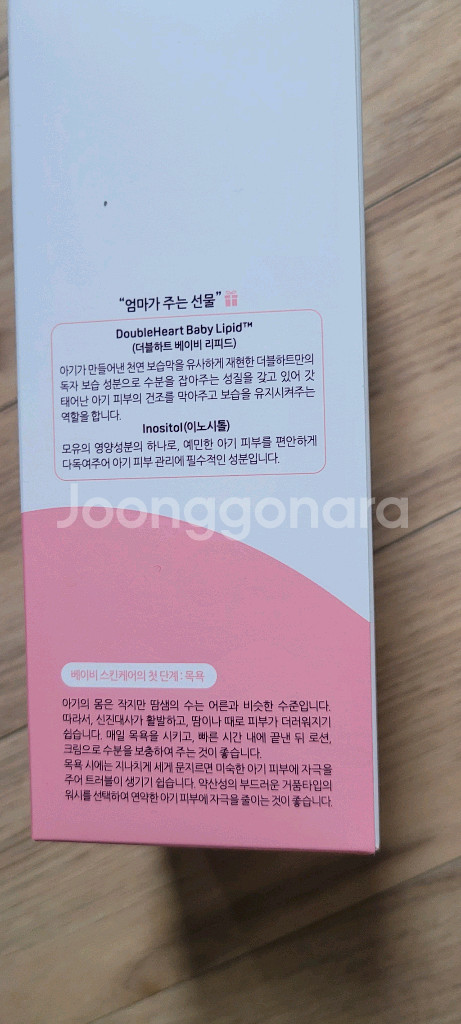 “엄마가 주는 선물”
DoubleHeart Baby Lipid™
(더블하트 베이비 리피드)
아기가 만들어낸 천연 보습막을 유사하게 재현한 더블하트만의
독자 보습 성분으로 수분을 잡아주는 성질을 갖고 있어 갓
태어난 아기 피부의 건조를 막아주고 보습을 유지시켜주는
역할을 합니다.
Inositol(이노시톨)
모유의 영양성분의 하나로, 예민한 아기 피부를 편안하게
다독여주어 아기 피부 관리에 필수적인 성분입니다.
Joonggonara
베이비 스킨케어의 첫 단계 : 목욕
아기의 몸은 작지만 땀샘의 수는 어른과 비슷한 수준입니다.
따라서, 신진대사가 활발하고, 땀이나 때로 피부가 더러워지기
쉽습니다. 매일 목욕을 시키고, 빠른 시간 내에 끝낸 뒤 로션,
크림으로 수분을 보충하여 주는 것이 좋습니다.
목욕 시에는 지나치게 세게 문지르면 미숙한 아기 피부에 자극을
주어 트러블이 생기기 쉽습니다. 약산성의 부드러운 거품타입의
워시를 선택하여 연약한 아기 피부에 자극을 줄이는 것이 좋습니다.